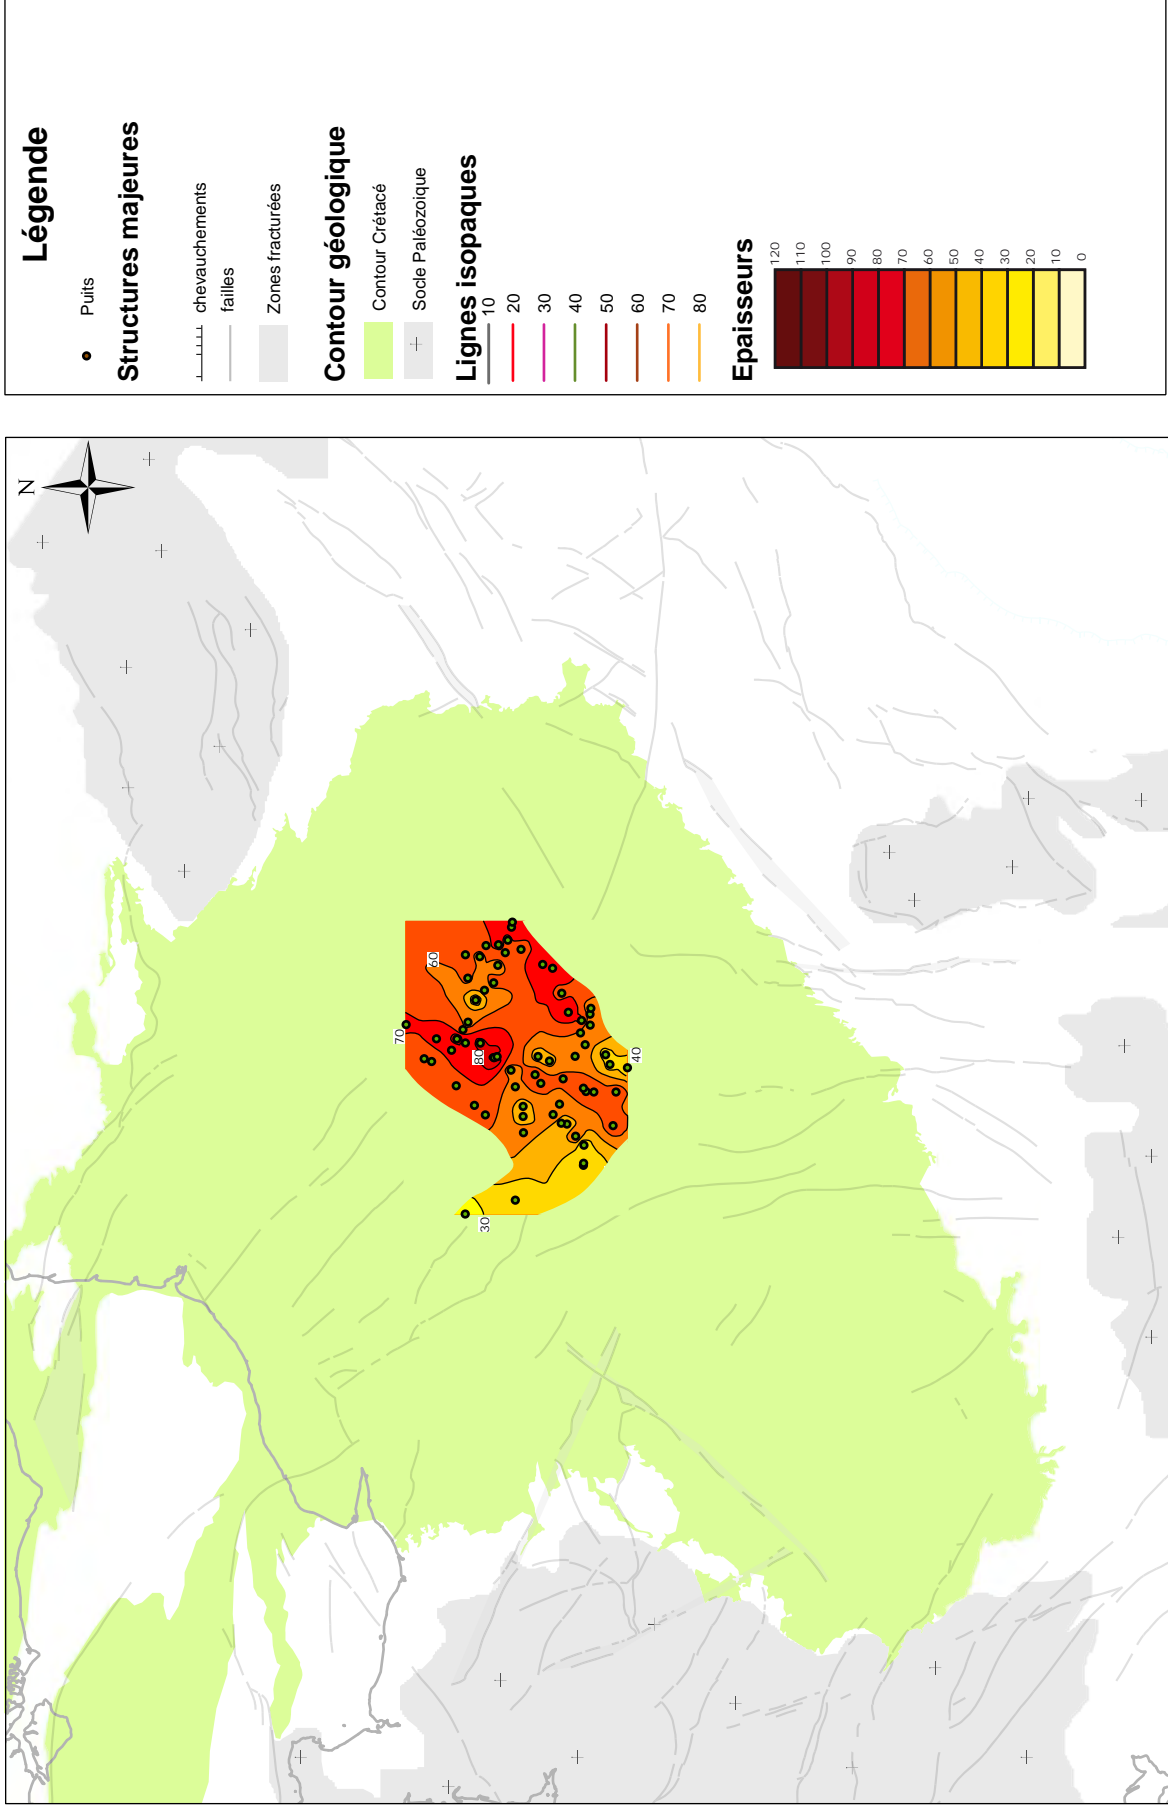 Légende
Puits
Structures majeures
chevauchements
failles
Zones fracturées
Contour géologique
Contour Crétacé
Socle Paléozoique
Lignes isopaques
10
20
30
40
50
60
70
80
Epaisseurs
120
110
100
90
80
70
60
50
40
30
20
10
0
N
60
70
80
40
30